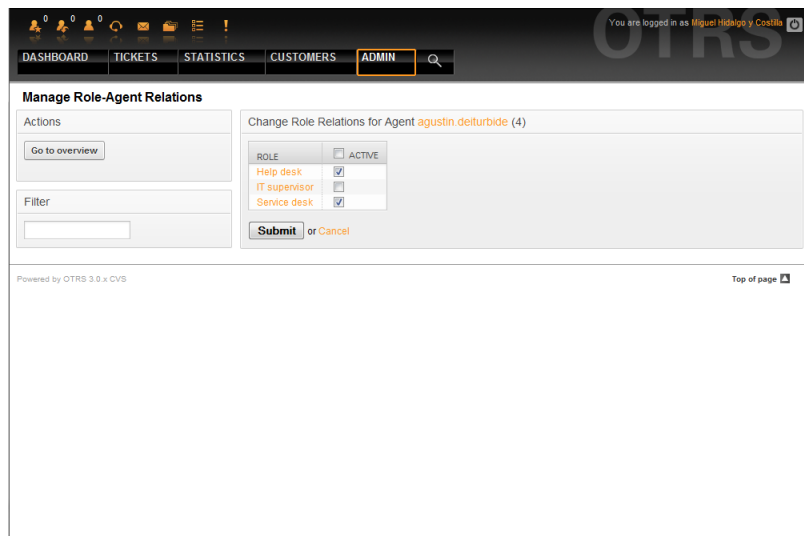 OTRS
0 0 0
You are logged in as Miguel Hidalgo y Costilla
DASHBOARD TICKETS STATISTICS CUSTOMERS ADMIN
Manage Role-Agent Relations
Actions
Go to overview
Filter
Change Role Relations for Agent agustin.deiturbide (4)
ROLE ACTIVE
Help desk
IT supervisor
Service desk
Submit or Cancel
Powered by OTRS 3.0.x CVS
Top of page